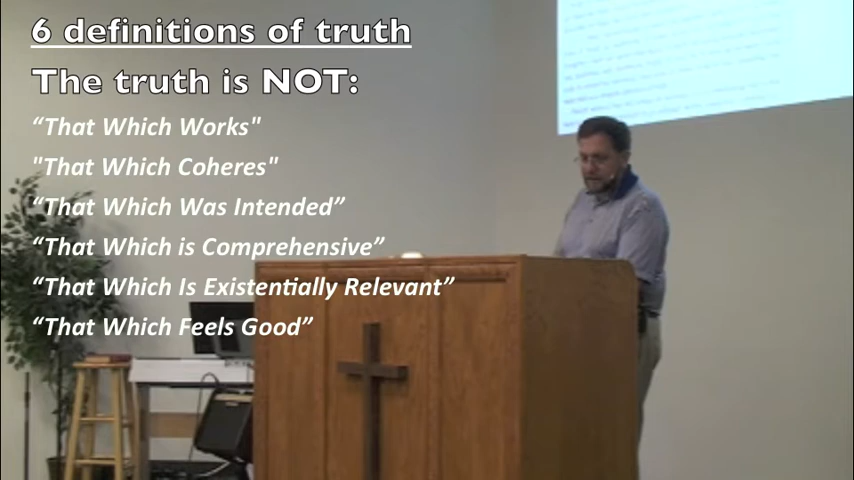 6 definitions of truth
The truth is NOT:
“That Which Works"
"That Which Coheres"
“That Which Was Intended”
“That Which is Comprehensive”
“That Which Is Existentially Relevant”
“That Which Feels Good”